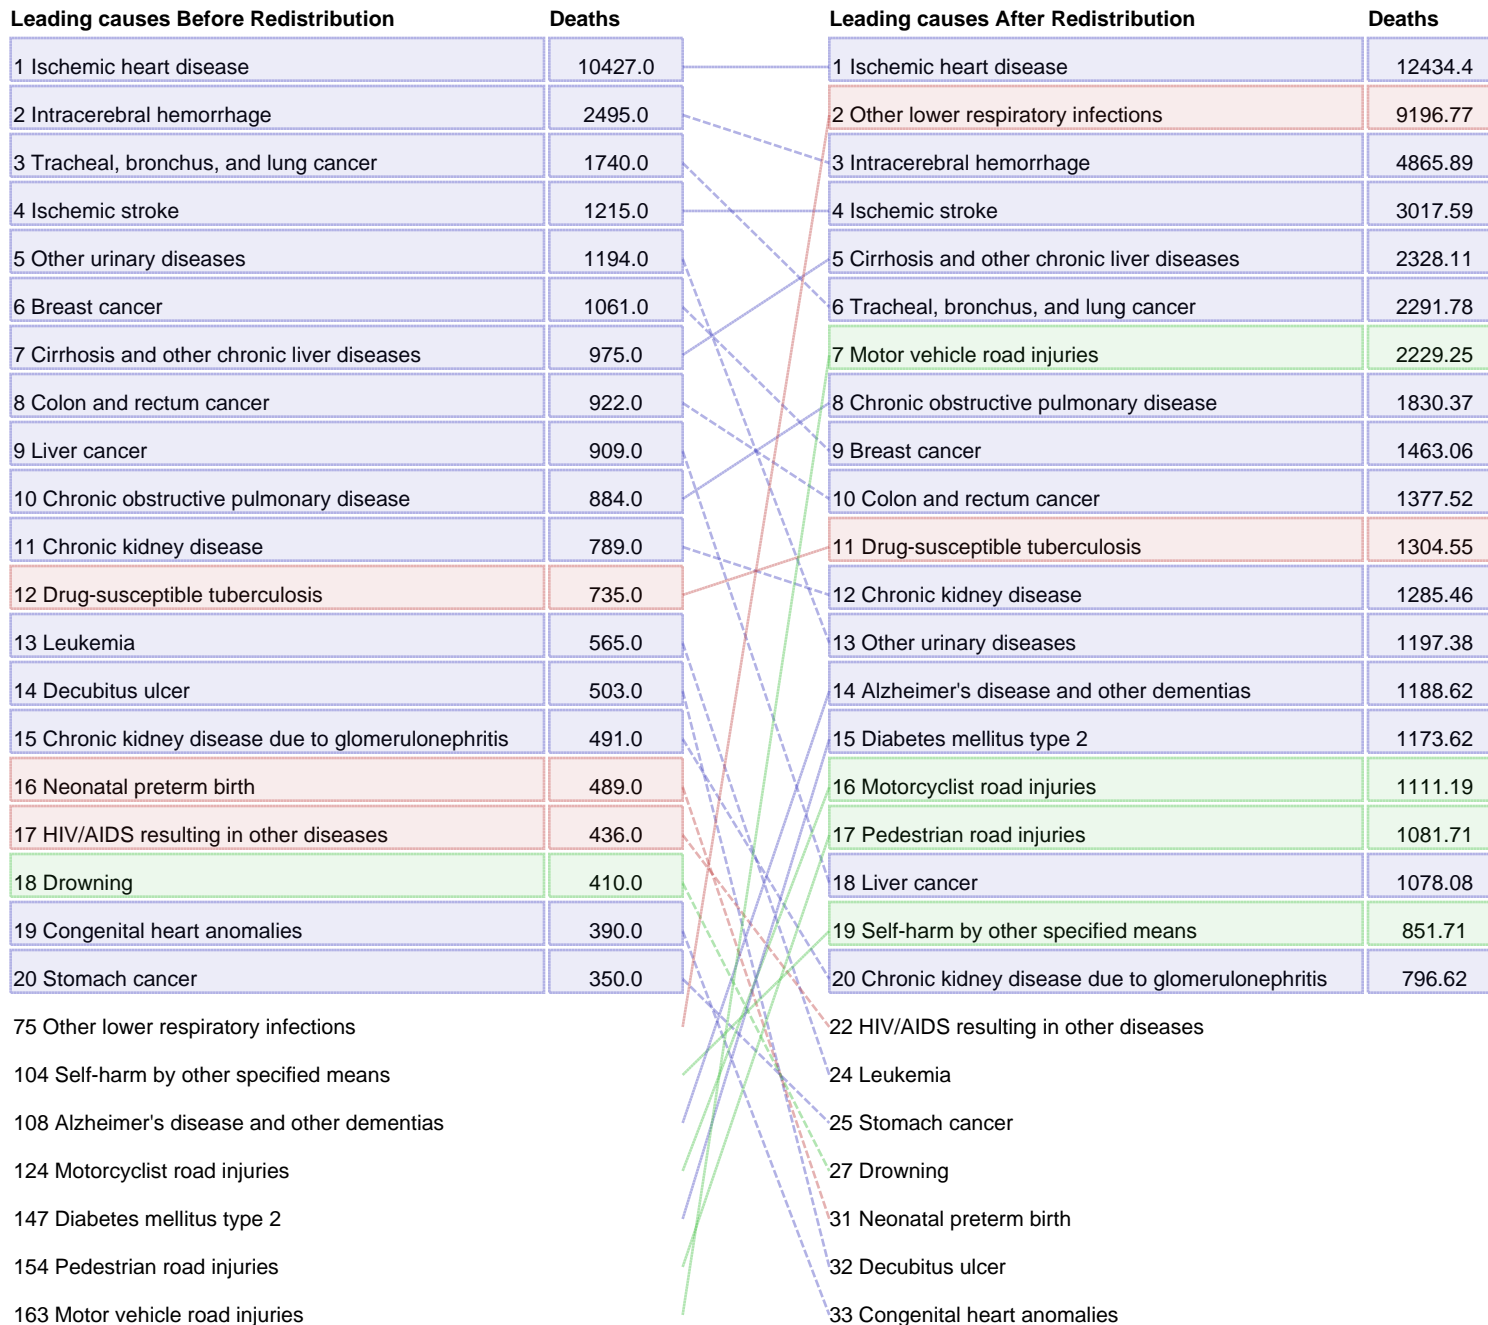 Leading causes Before Redistribution Deaths Leading causes After Redistribution Deaths
1 Ischemic heart disease 10427.0 1 Ischemic heart disease 12434.4
2 Intracerebral hemorrhage 2495.0 2 Other lower respiratory infections 9196.77
3 Tracheal, bronchus, and lung cancer 1740.0 3 Intracerebral hemorrhage 4865.89
4 Ischemic stroke 1215.0 4 Ischemic stroke 3017.59
5 Other urinary diseases 1194.0 5 Cirrhosis and other chronic liver diseases 2328.11
6 Breast cancer 1061.0 6 Tracheal, bronchus, and lung cancer 2291.78
7 Cirrhosis and other chronic liver diseases 975.0 7 Motor vehicle road injuries 2229.25
8 Colon and rectum cancer 922.0 8 Chronic obstructive pulmonary disease 1830.37
9 Liver cancer 909.0 9 Breast cancer 1463.06
10 Chronic obstructive pulmonary disease 884.0 10 Colon and rectum cancer 1377.52
11 Chronic kidney disease 789.0 11 Drug-susceptible tuberculosis 1304.55
12 Drug-susceptible tuberculosis 735.0 12 Chronic kidney disease 1285.46
13 Leukemia 565.0 13 Other urinary diseases 1197.38
14 Decubitus ulcer 503.0 14 Alzheimer's disease and other dementias 1188.62
15 Chronic kidney disease due to glomerulonephritis 491.0 15 Diabetes mellitus type 2 1173.62
16 Neonatal preterm birth 489.0 16 Motorcyclist road injuries 1111.19
17 HIV/AIDS resulting in other diseases 436.0 17 Pedestrian road injuries 1081.71
18 Drowning 410.0 18 Liver cancer 1078.08
19 Congenital heart anomalies 390.0 19 Self-harm by other specified means 851.71
20 Stomach cancer 350.0 20 Chronic kidney disease due to glomerulonephritis 796.62
75 Other lower respiratory infections 22 HIV/AIDS resulting in other diseases
104 Self-harm by other specified means 24 Leukemia
108 Alzheimer's disease and other dementias 25 Stomach cancer
124 Motorcyclist road injuries 27 Drowning
147 Diabetes mellitus type 2 31 Neonatal preterm birth
154 Pedestrian road injuries 32 Decubitus ulcer
163 Motor vehicle road injuries 33 Congenital heart anomalies